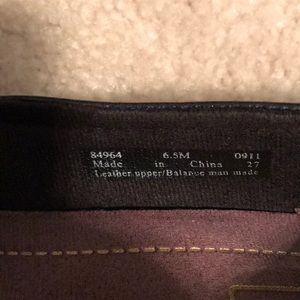 84964 6.5M 0911
Made in China 27
Leather upper/Balance man made